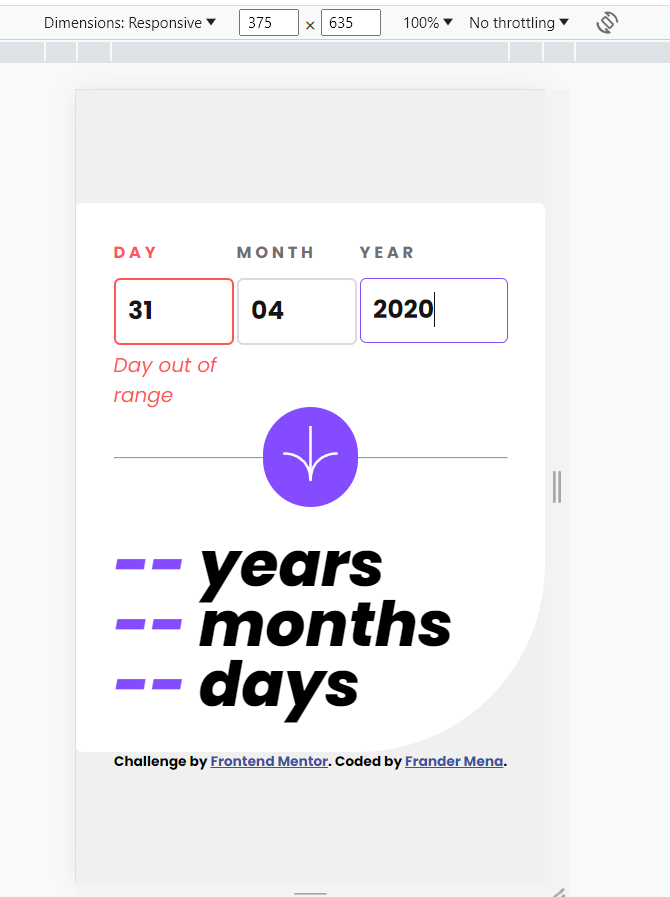 Dimensions: Responsive 375 × 635 100% No throttling
DAY MONTH YEAR
31 04 2020
Day out of
range
-- years
-- months
-- days
Challenge by Frontend Mentor. Coded by Frander Mena.